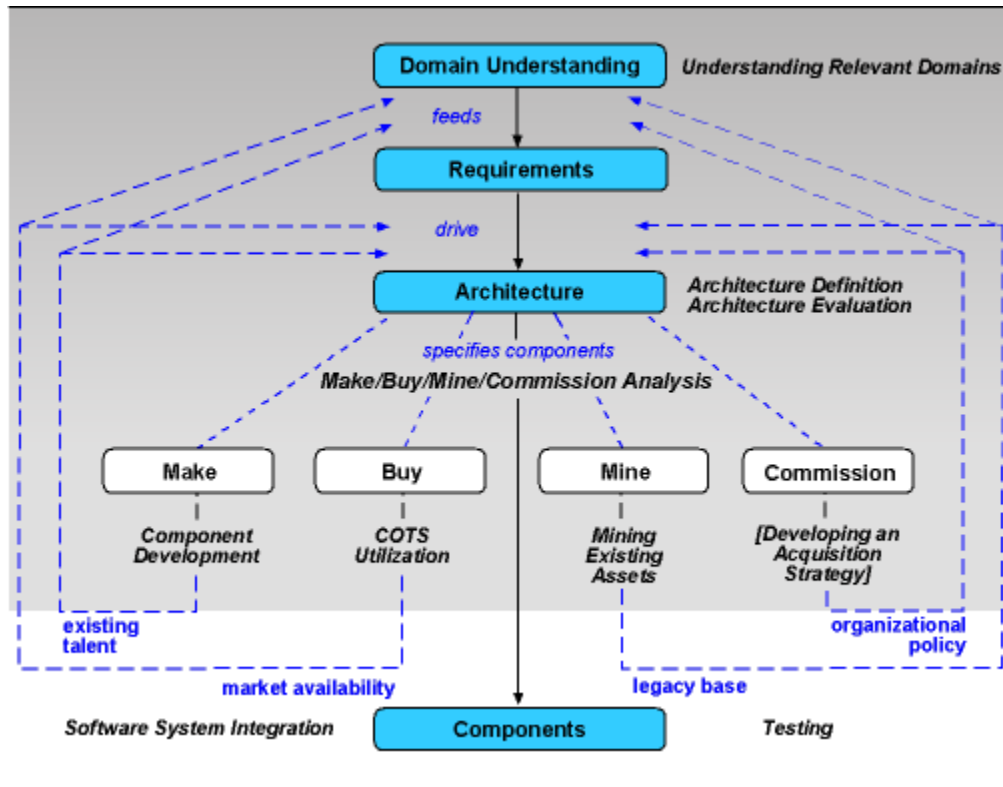 Domain Understanding
Understanding Relevant Domains
feeds
Requirements
drive
Architecture
Architecture Definition
Architecture Evaluation
specifies components
Make/Buy/Mine/Commission Analysis
Make
Buy
Mine
Commission
Component
Development
COTS
Utilization
Mining
Existing
Assets
[Developing an
Acquisition
Strategy]
existing
talent
organizational
policy
market availability
legacy base
Software System Integration
Components
Testing